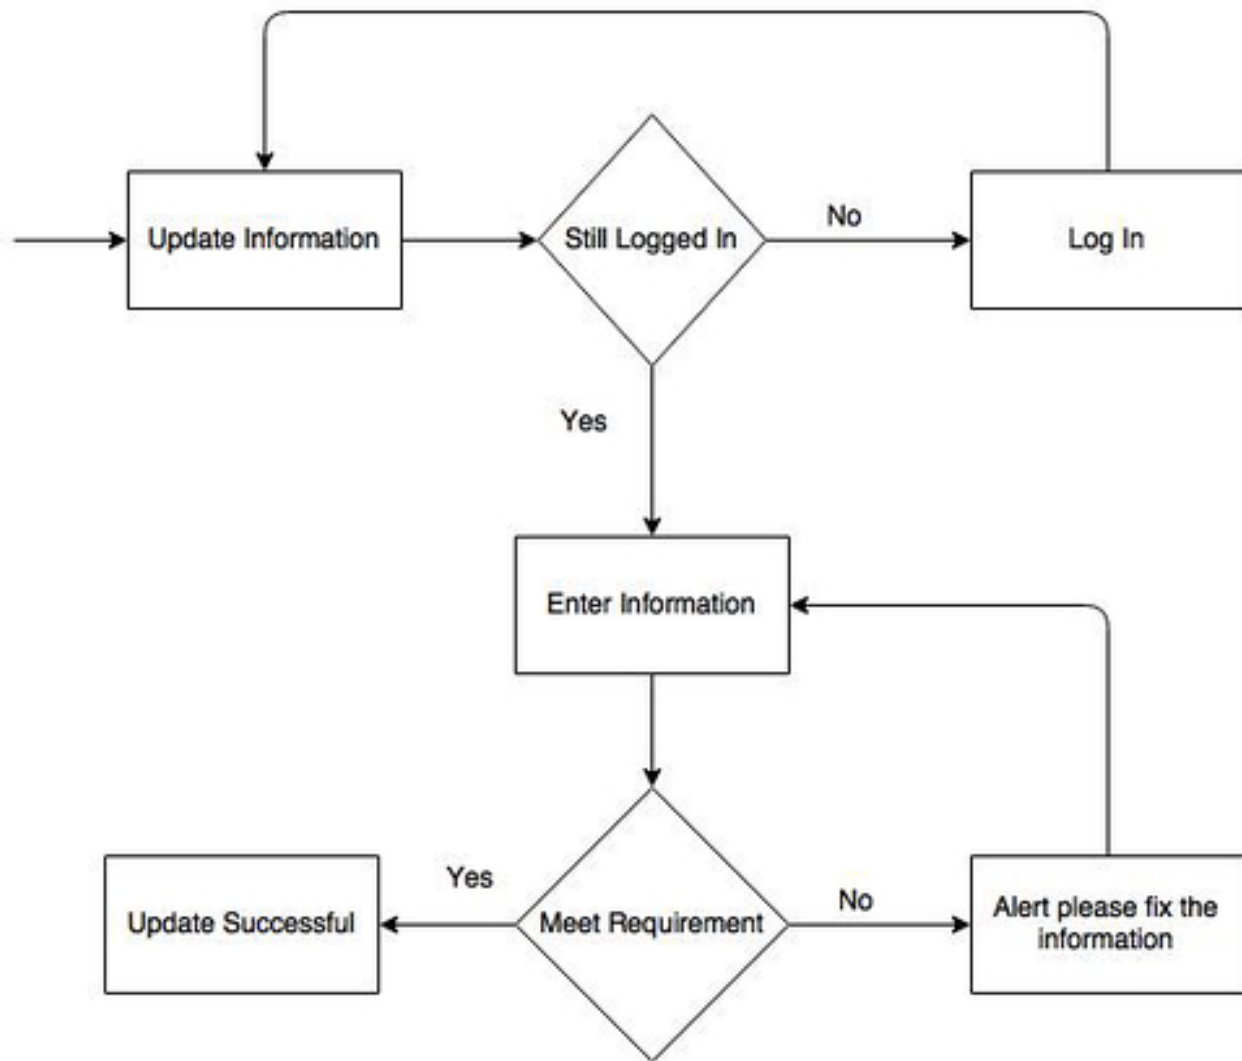 Update Information
Still Logged In
No
Log In
Yes
Enter Information
Yes
No
Update Successful
Meet Requirement
Alert please fix the
information